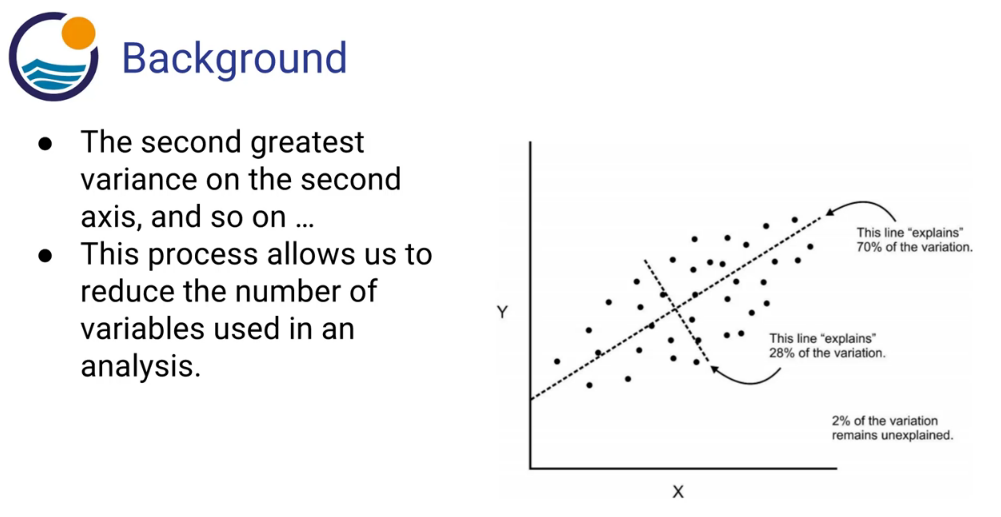 Background
● The second greatest
variance on the second
axis, and so on ...
● This process allows us to
reduce the number of
variables used in an
analysis.
This line “explains”
70% of the variation.
Y
This line “explains”
28% of the variation.
2% of the variation
remains unexplained.
X